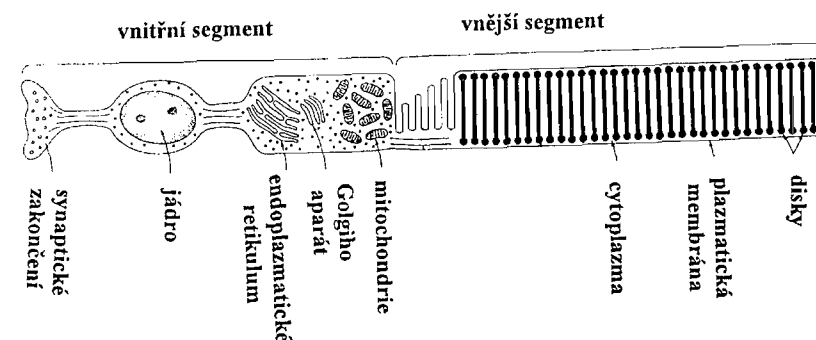 vnitřní segment
vnější segment
synaptické
zakončení
jádro
endoplazmatické
retikulum
Golgiho
aparát
mitochondrie
cytoplazma
plazmatická
membrána
disky